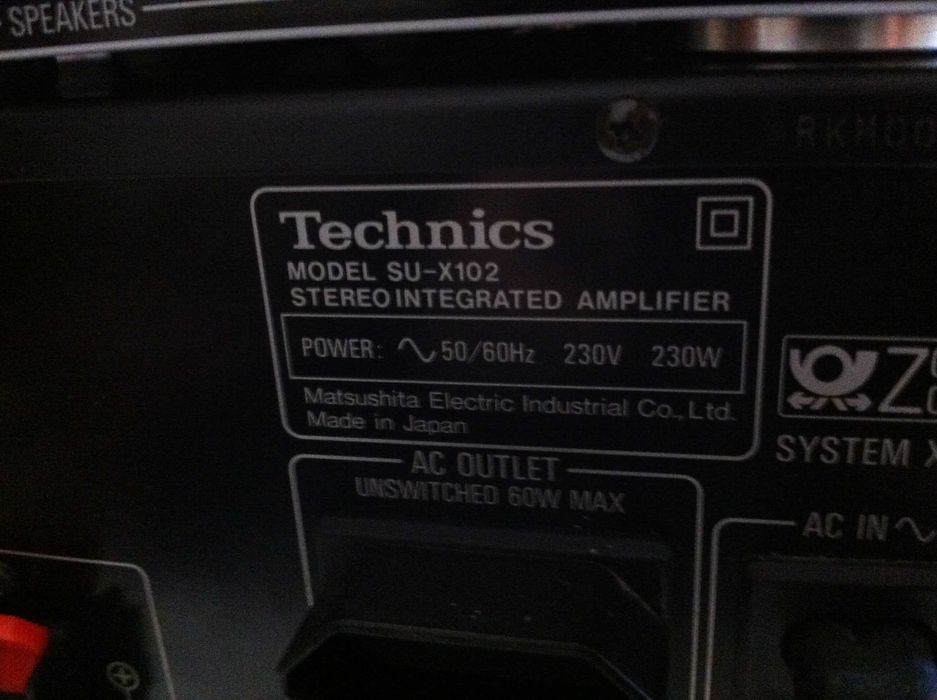 SPEAKERS
RKM00
Technics
MODEL SU-X102
STEREO INTEGRATED AMPLIFIER
POWER: ∿50/60Hz 230V 230W
Matsushita Electric Industrial Co., Ltd.
Made in Japan
Z
SYSTEM X
AC OUTLET
UNSWITCHED 60W MAX
AC IN ∿